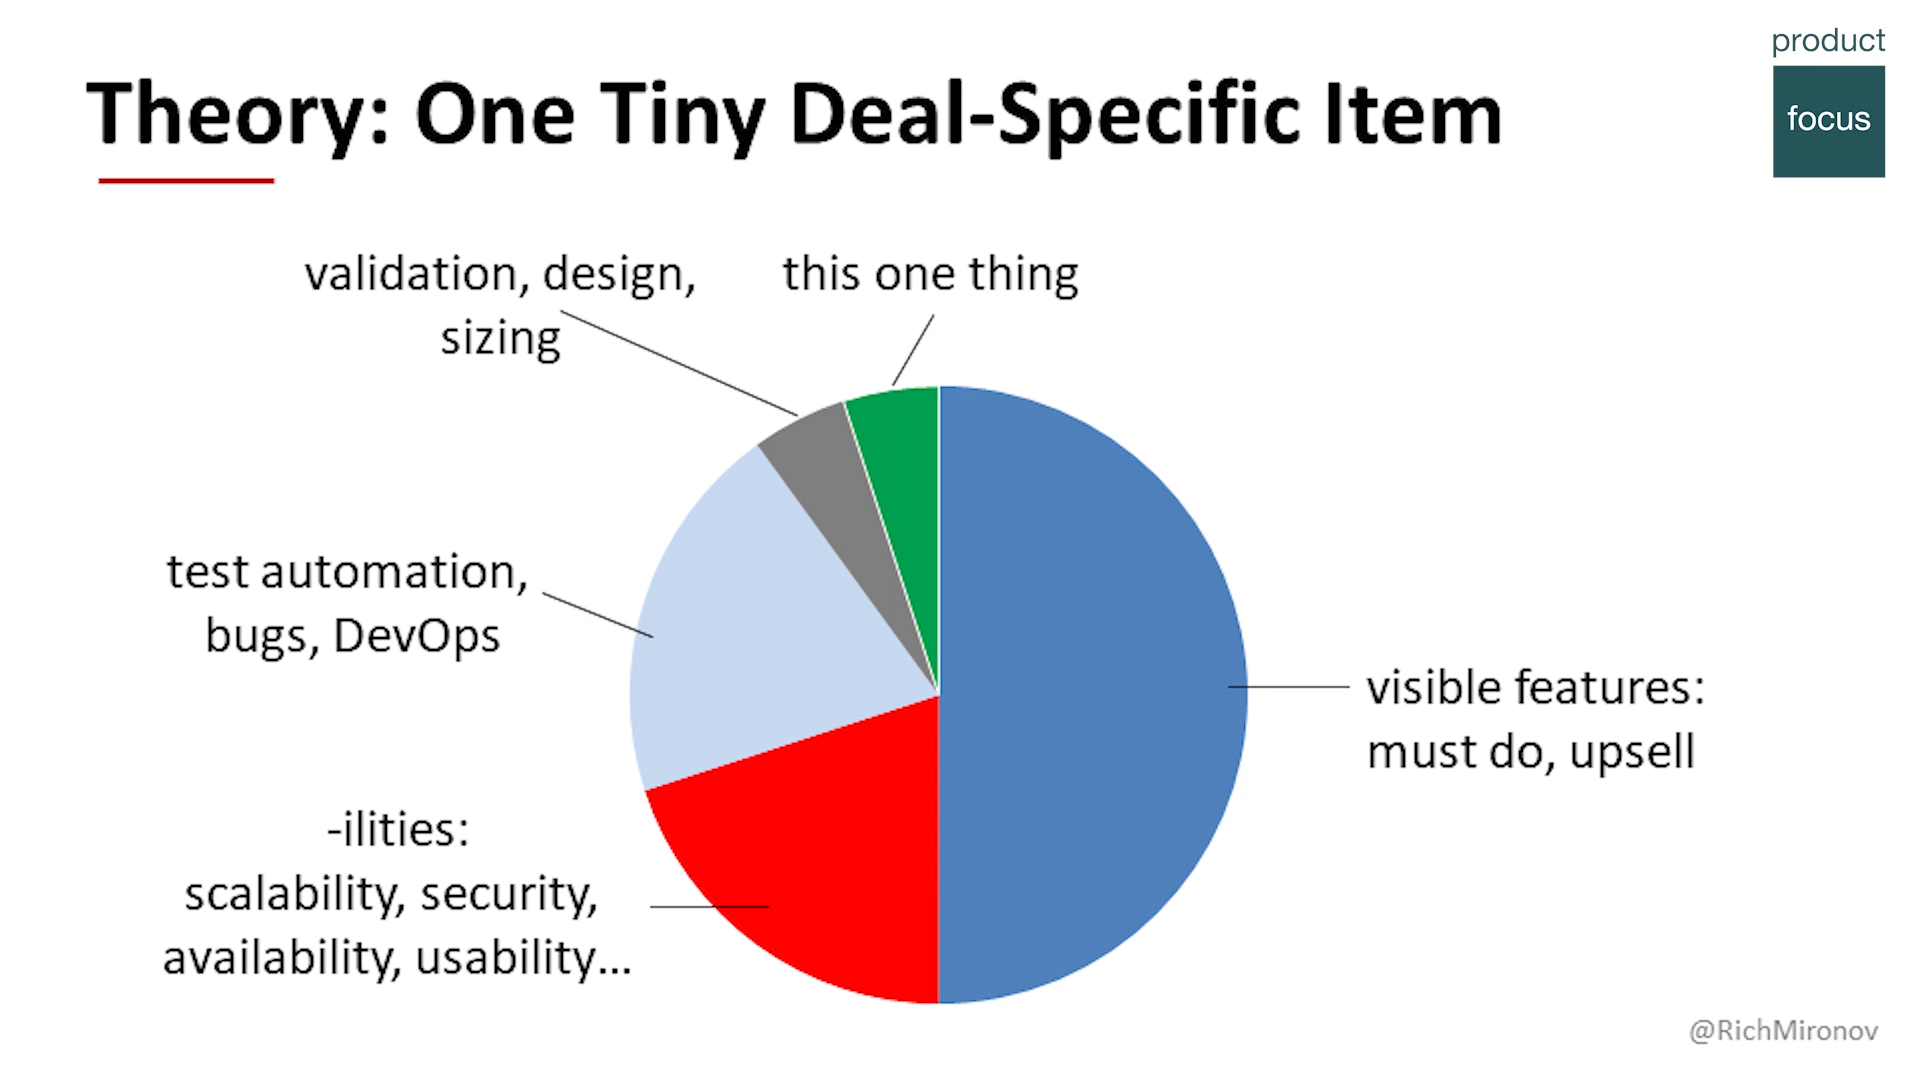 product
focus
Theory: One Tiny Deal-Specific Item
validation, design,
sizing
this one thing
test automation,
bugs, DevOps
visible features:
must do, upsell
-ilities:
scalability, security,
availability, usability...
@RichMironov